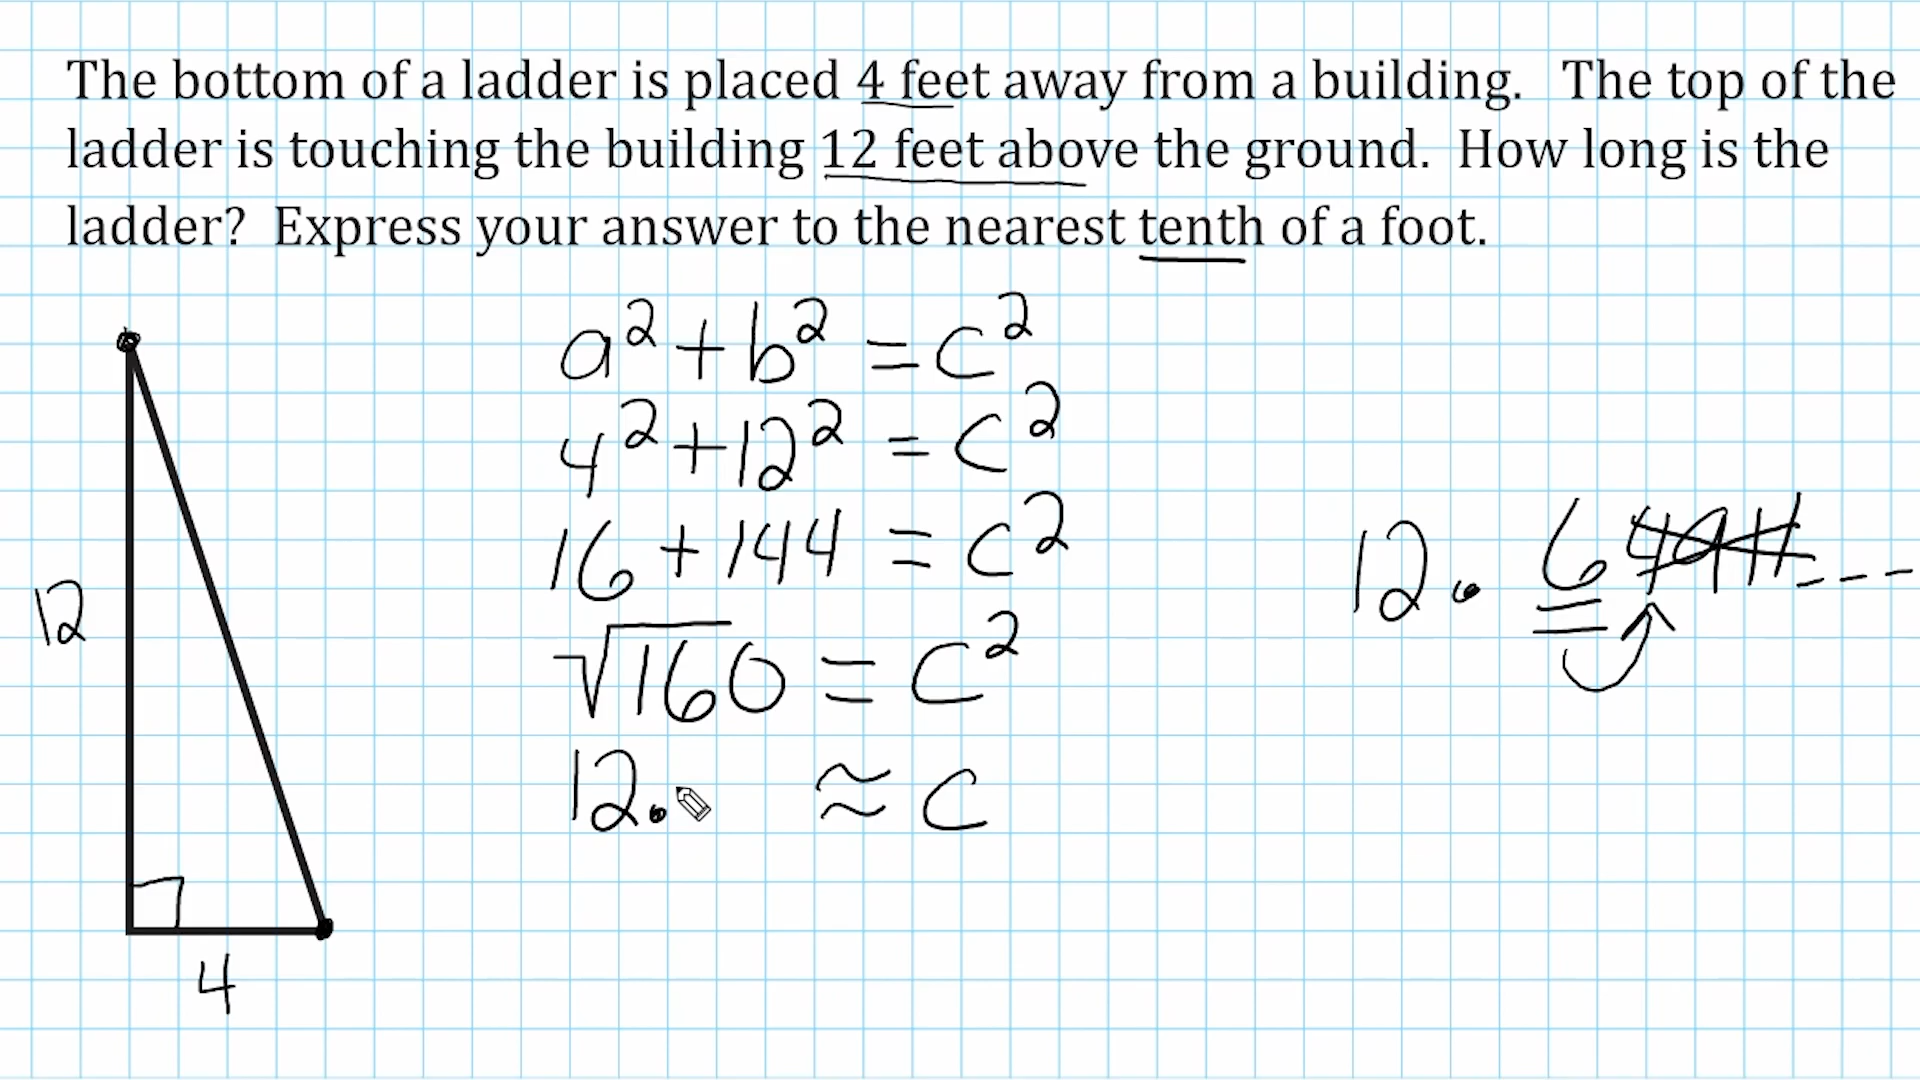 The bottom of a ladder is placed 4 feet away from a building. The top of the
ladder is touching the building 12 feet above the ground. How long is the
ladder? Express your answer to the nearest tenth of a foot.
a² + b² = c²
4² + 12² = c²
16 + 144 = c²
√160 = c²
12. ≈ c
12.64911---
12
4